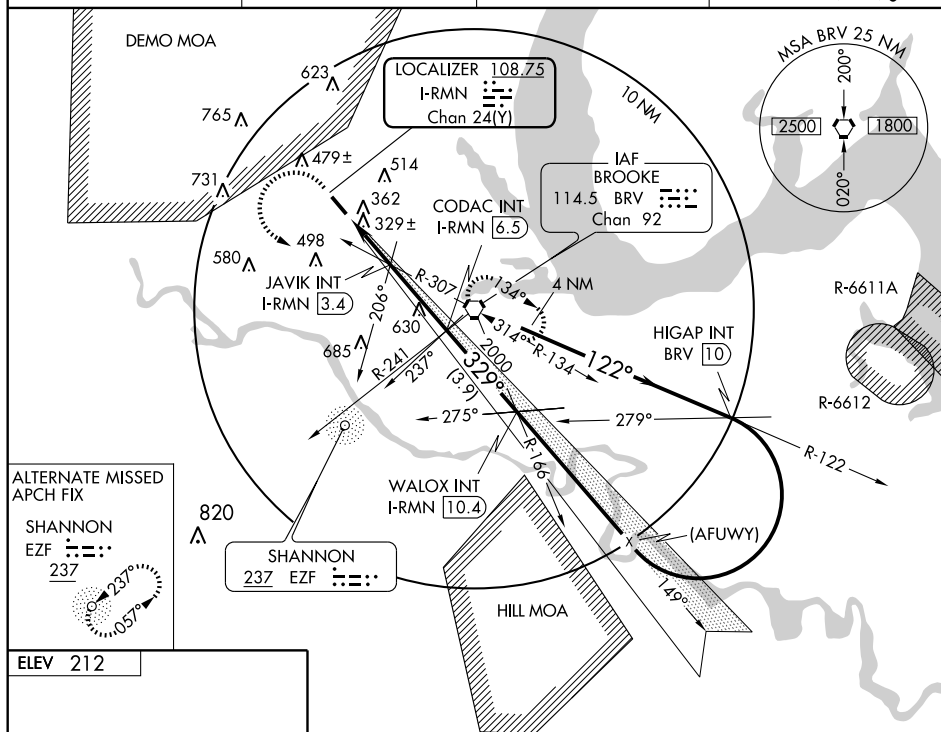 DEMO MOA
623
765
479±
731
514
362
329±
580
498
LOCALIZER 108.75
I-RMN
Chan 24(Y)
10 NM
MSA BRV 25 NM
200°
2500
1800
020°
IAF
BROOKE
114.5 BRV
Chan 92
CODAC INT
I-RMN 6.5
JAVIK INT
I-RMN 3.4
R-307
134°
4 NM
206°
630
685
314°
R-134
122°
HIGAP INT
BRV 10
R-6611A
R-6612
R-241
237°
2000
329°
(3.9)
275°
279°
R-166
R-122
WALOX INT
I-RMN 10.4
(AFUWY)
149°
ALTERNATE MISSED
APCH FIX
SHANNON
EZF
237
237°
057°
820
SHANNON
237 EZF
HILL MOA
ELEV 212